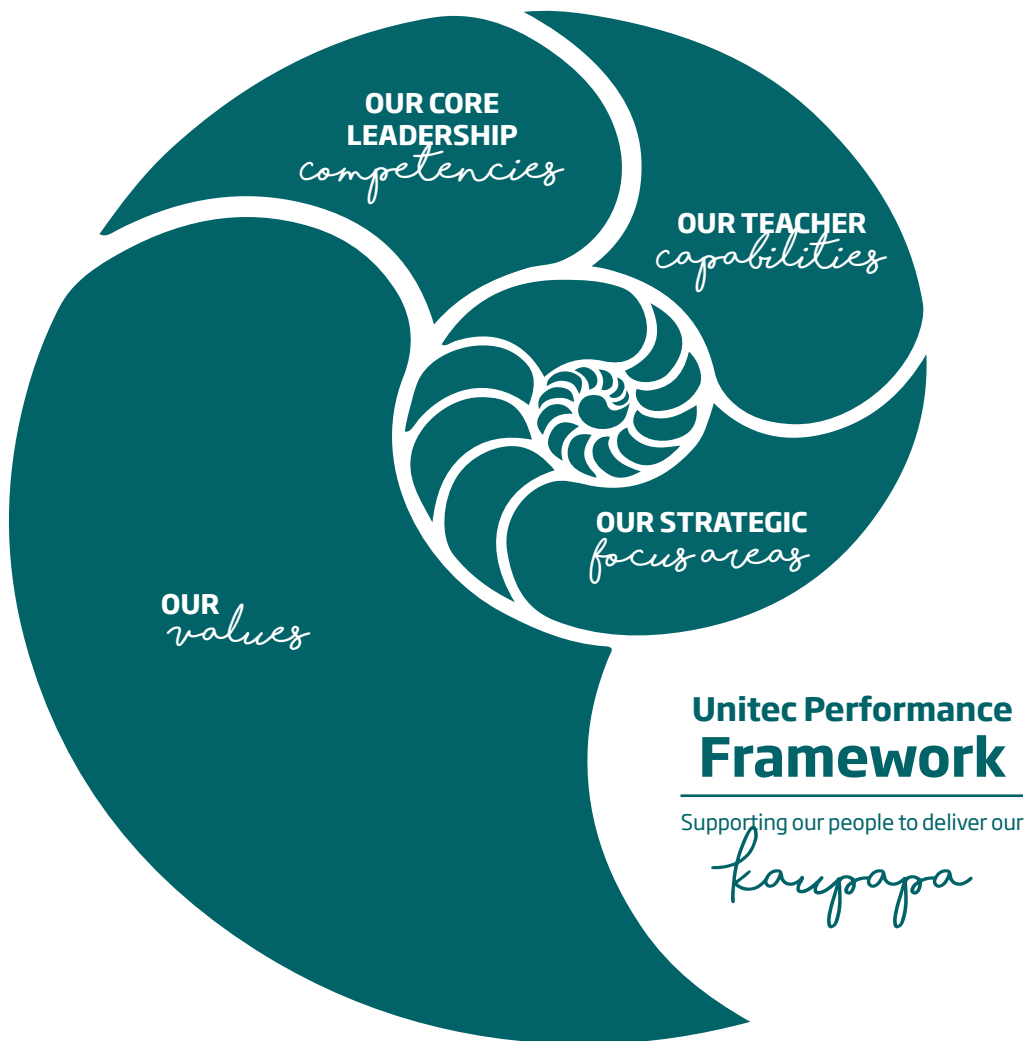 OUR CORE
LEADERSHIP
competencies
OUR TEACHER
capabilities
OUR STRATEGIC
focus areas
OUR
values
Unitec Performance
Framework
Supporting our people to deliver our
kaupapa